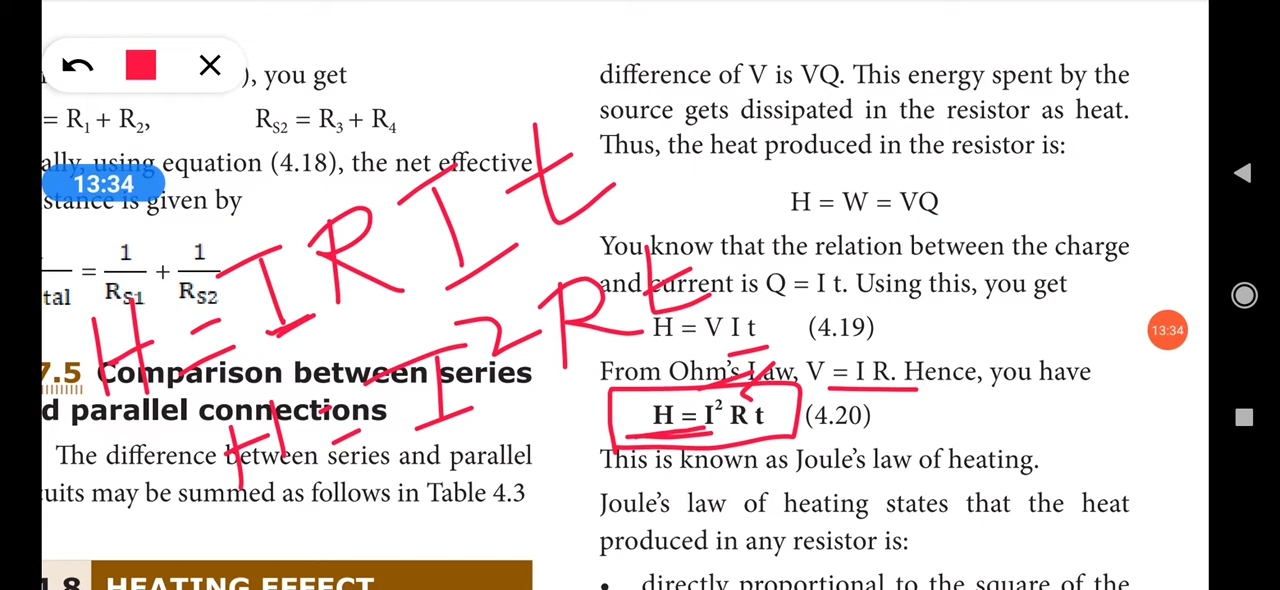 ), you get
= R₁ + R₂, R_S2 = R₃ + R₄
ally, using equation (4.18), the net effective
13:34
stance is given by
= 1/R_S1 + 1/R_S2
tal
7.5 Comparison between series
d parallel connections
The difference between series and parallel
cuits may be summed as follows in Table 4.3
4.8 HEATING EFFECT
H = I R I t
H = I² R t
difference of V is VQ. This energy spent by the
source gets dissipated in the resistor as heat.
Thus, the heat produced in the resistor is:
H = W = VQ
You know that the relation between the charge
and current is Q = I t. Using this, you get
H = V I t (4.19)
From Ohm's Law, V = I R. Hence, you have
H = I² R t (4.20)
This is known as Joule's law of heating.
Joule's law of heating states that the heat
produced in any resistor is:
• directly proportional to the square of the
13:34